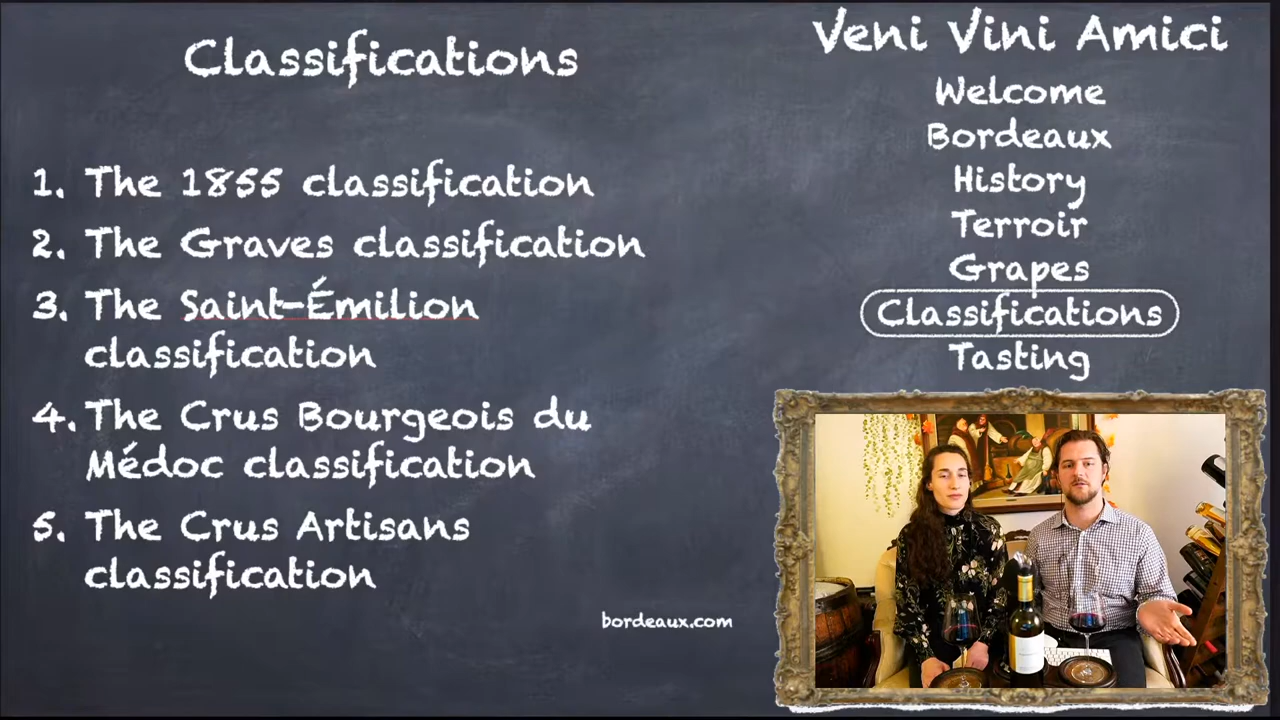 Classifications
1. The 1855 classification
2. The Graves classification
3. The Saint-Émilion
classification
4. The Crus Bourgeois du
Médoc classification
5. The Crus Artisans
classification
bordeaux.com
Veni Vini Amici
Welcome
Bordeaux
History
Terroir
Grapes
Classifications
Tasting